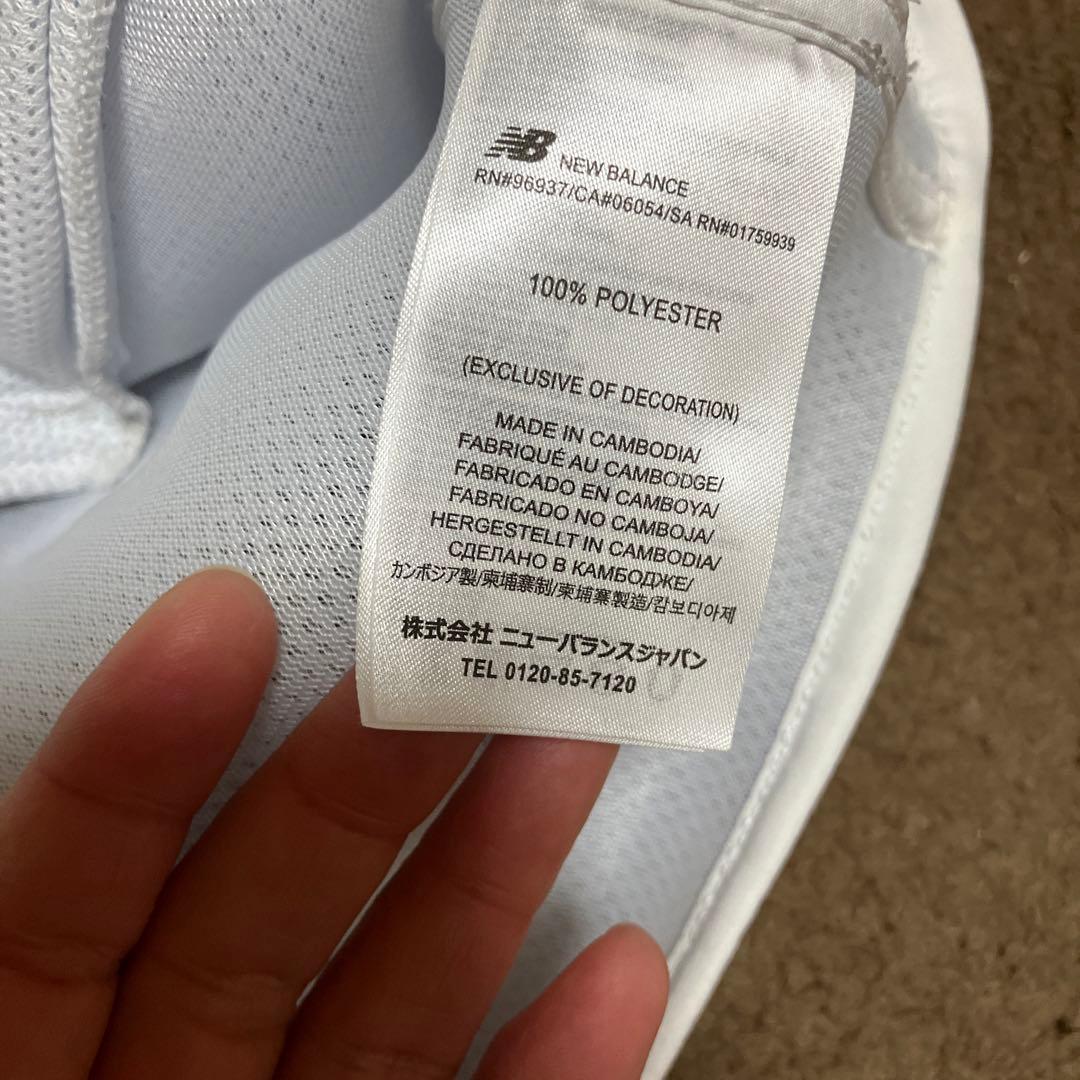 NB NEW BALANCE
RN#96937/CA#06054/SA RN#01759939
100% POLYESTER
(EXCLUSIVE OF DECORATION)
MADE IN CAMBODIA/
FABRIQUÉ AU CAMBODGE/
FABRICADO EN CAMBOYA/
FABRICADO NO CAMBOJA/
HERGESTELLT IN CAMBODIA/
СДЕЛАНО В КАМБОДЖЕ/
カンボジア製/柬埔寨制/柬埔寨製造/캄보디아제
株式会社 ニューバランスジャパン
TEL 0120-85-7120